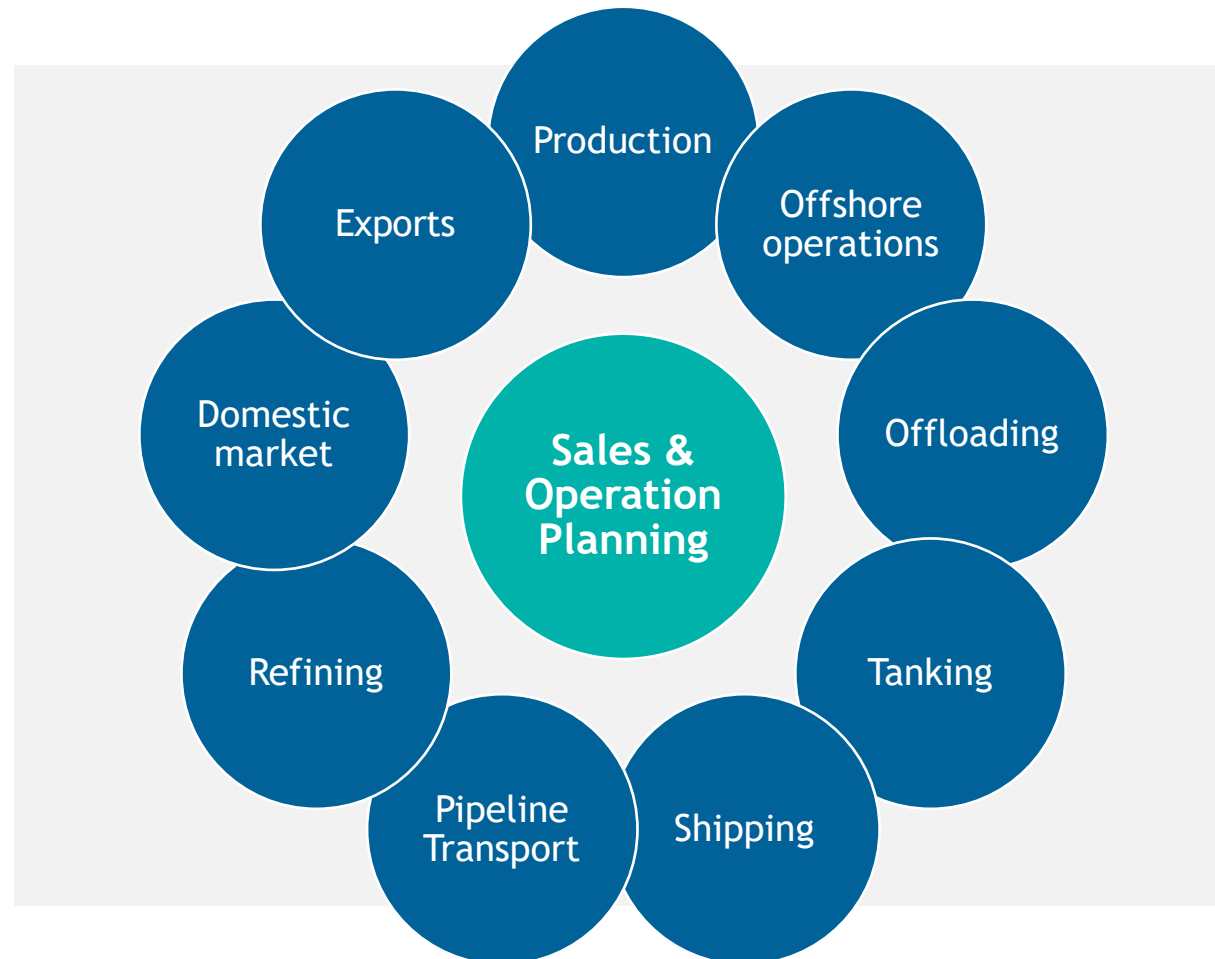 Production
Offshore
operations
Offloading
Tanking
Shipping
Pipeline
Transport
Refining
Domestic
market
Exports
Sales &
Operation
Planning